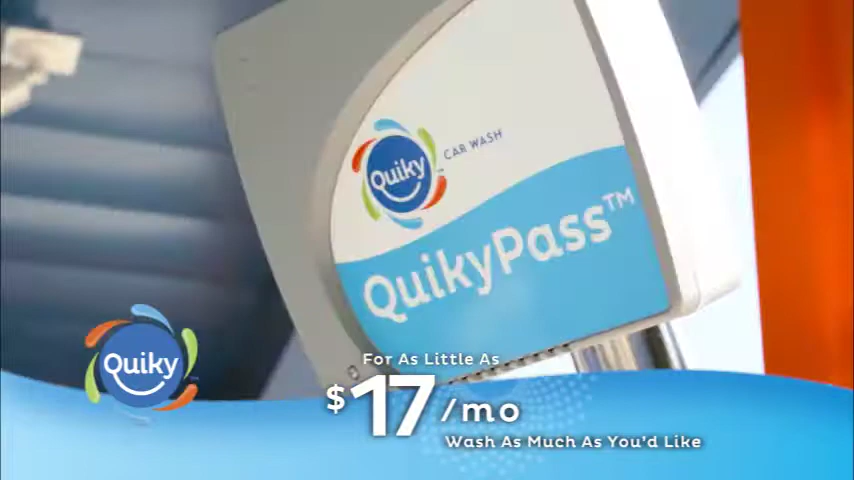 Quiky CAR WASH
QuikyPass™
Quiky
For As Little As
$17/mo
Wash As Much As You'd Like